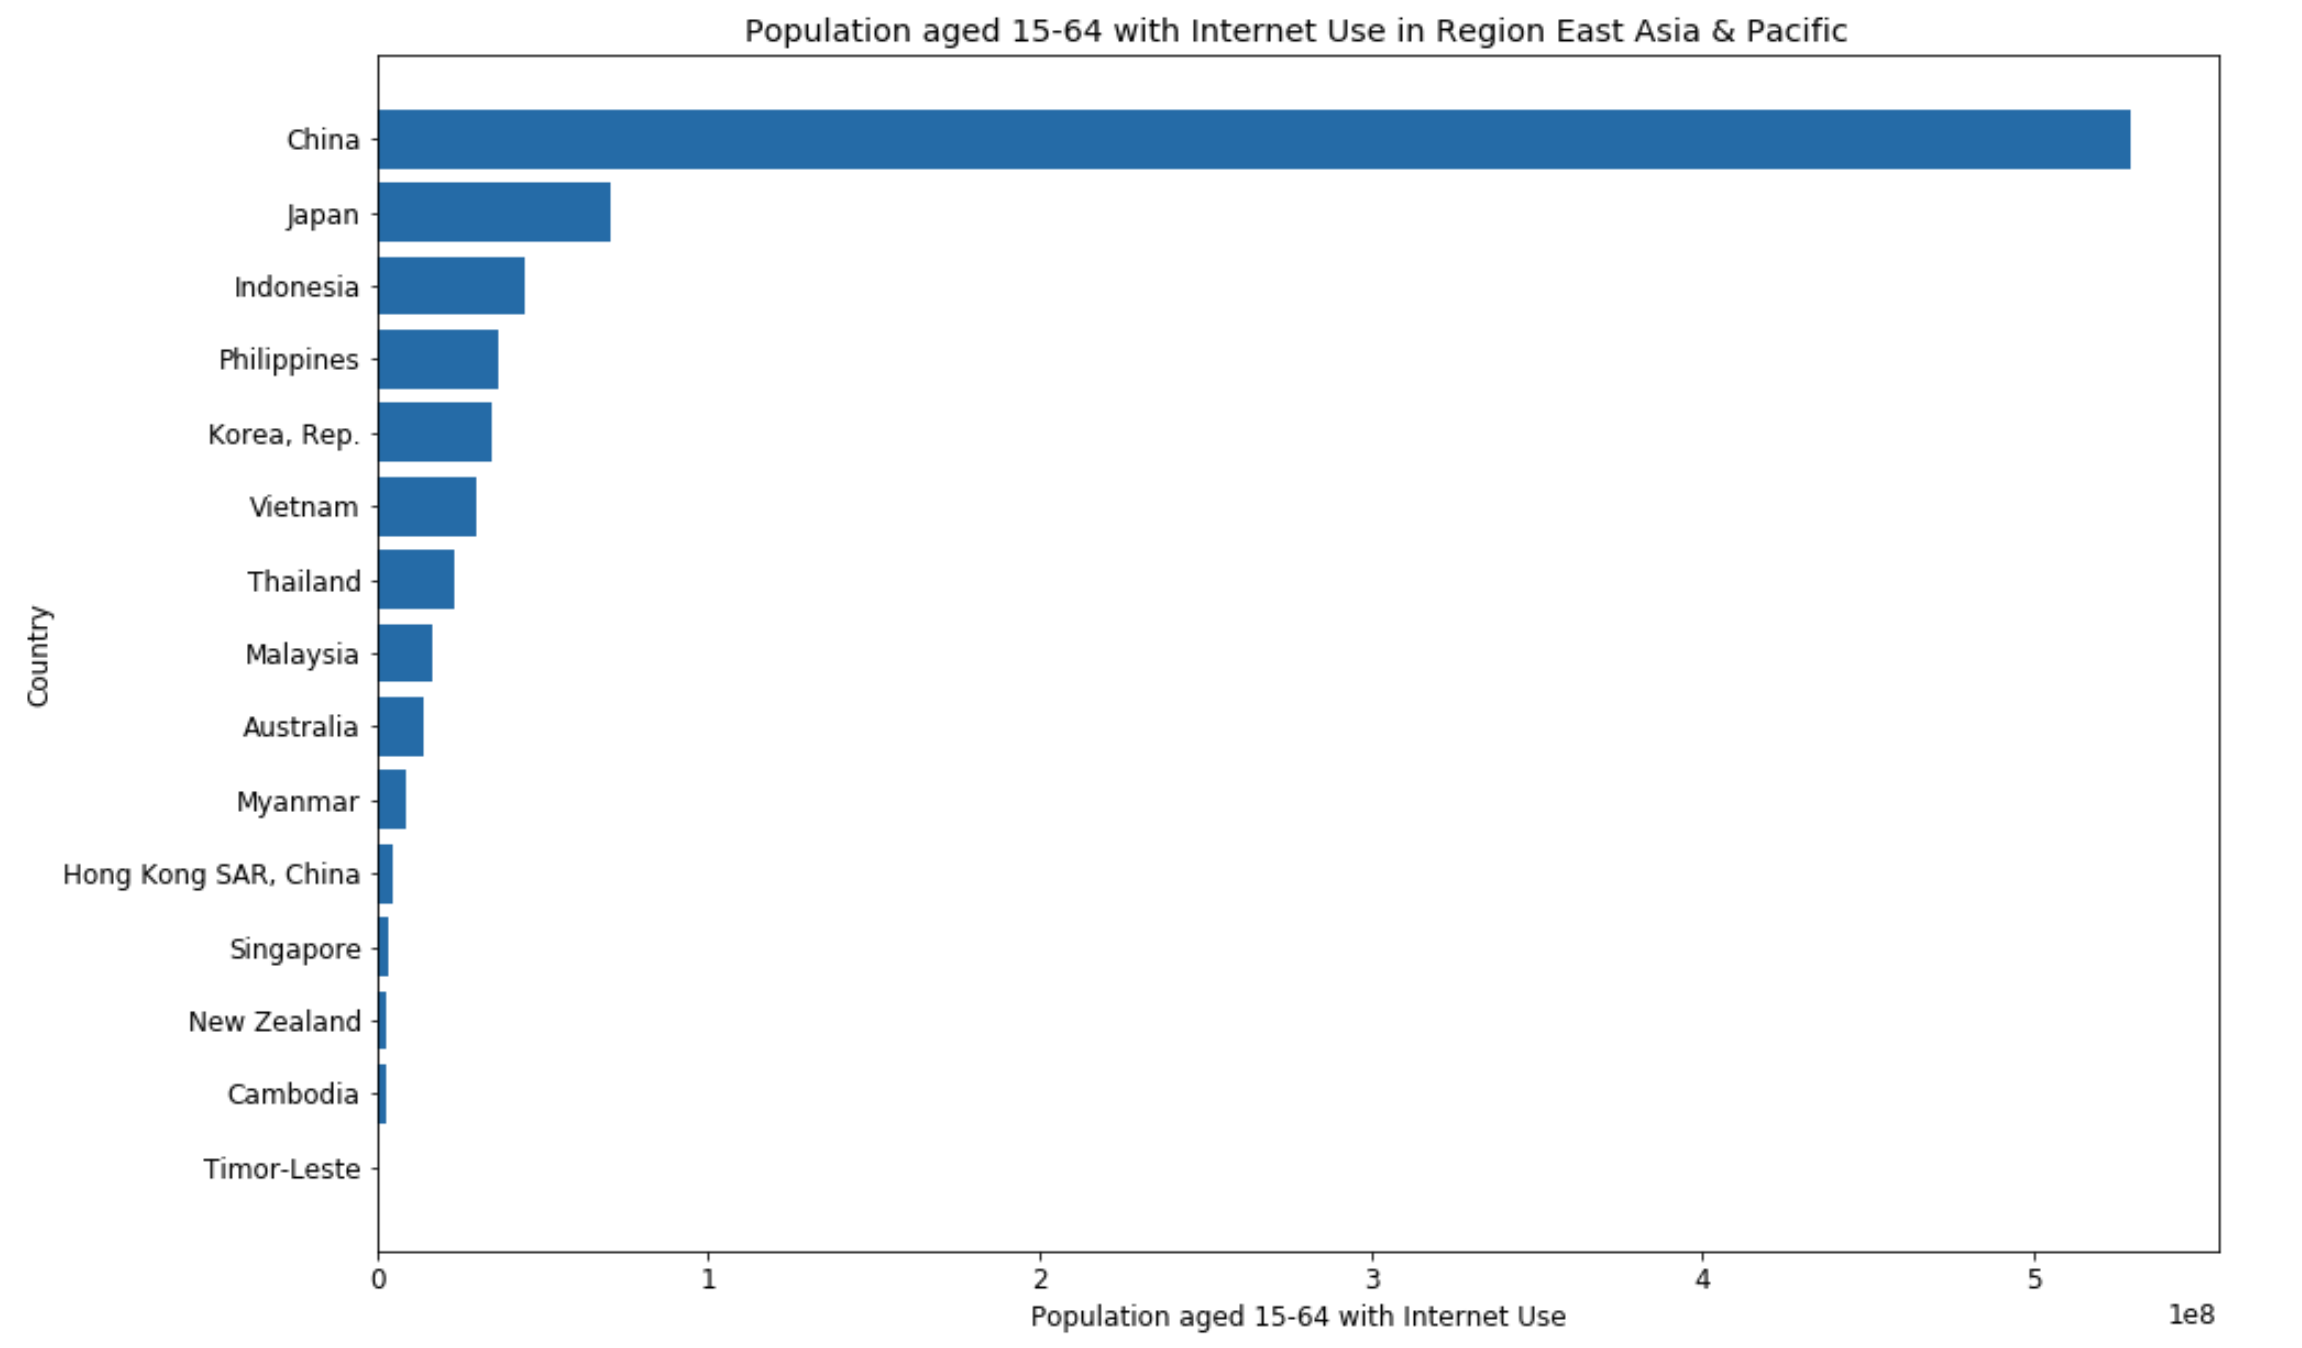 Population aged 15-64 with Internet Use in Region East Asia & Pacific
Country
China
Japan
Indonesia
Philippines
Korea, Rep.
Vietnam
Thailand
Malaysia
Australia
Myanmar
Hong Kong SAR, China
Singapore
New Zealand
Cambodia
Timor-Leste
0 1 2 3 4 5
Population aged 15-64 with Internet Use
1e8